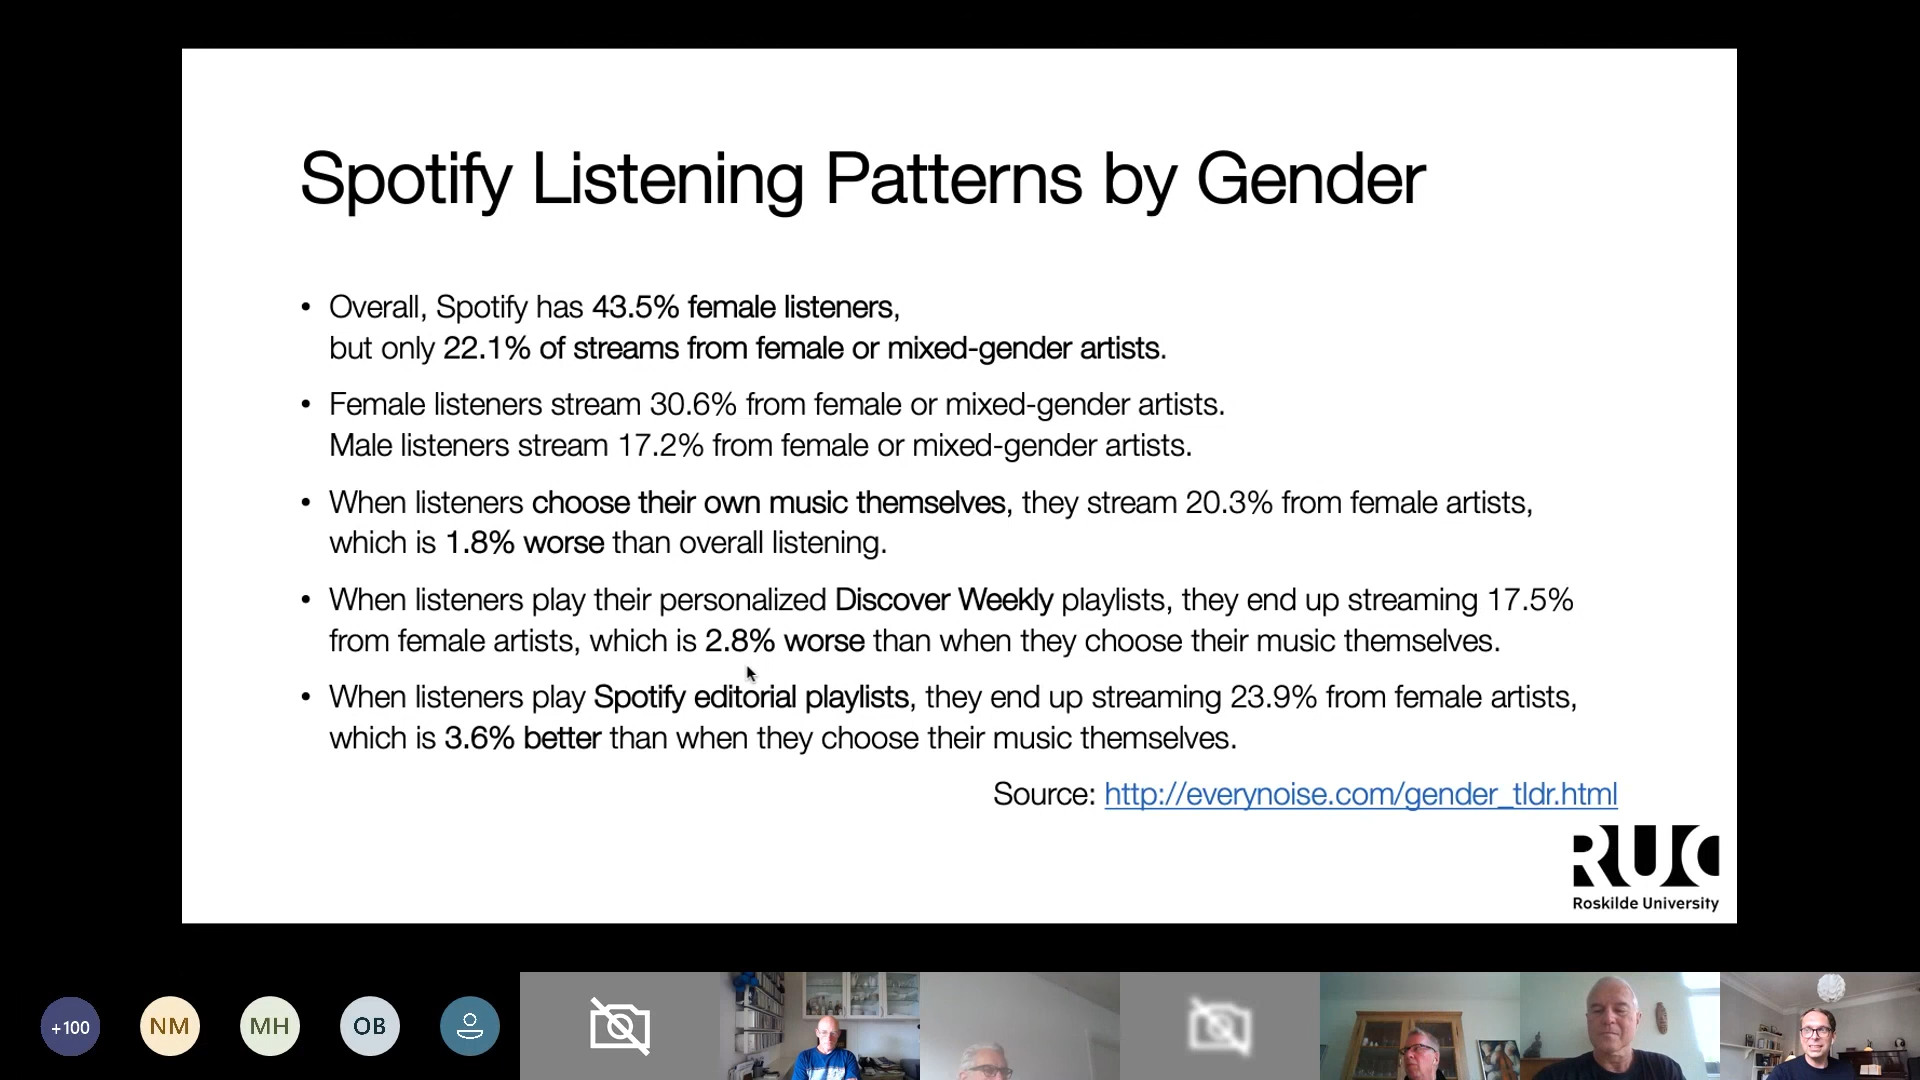 Spotify Listening Patterns by Gender
• Overall, Spotify has 43.5% female listeners,
but only 22.1% of streams from female or mixed-gender artists.
• Female listeners stream 30.6% from female or mixed-gender artists.
Male listeners stream 17.2% from female or mixed-gender artists.
• When listeners choose their own music themselves, they stream 20.3% from female artists,
which is 1.8% worse than overall listening.
• When listeners play their personalized Discover Weekly playlists, they end up streaming 17.5%
from female artists, which is 2.8% worse than when they choose their music themselves.
• When listeners play Spotify editorial playlists, they end up streaming 23.9% from female artists,
which is 3.6% better than when they choose their music themselves.
Source: http://everynoise.com/gender_tldr.html
RUC
Roskilde University
+100
NM
MH
OB